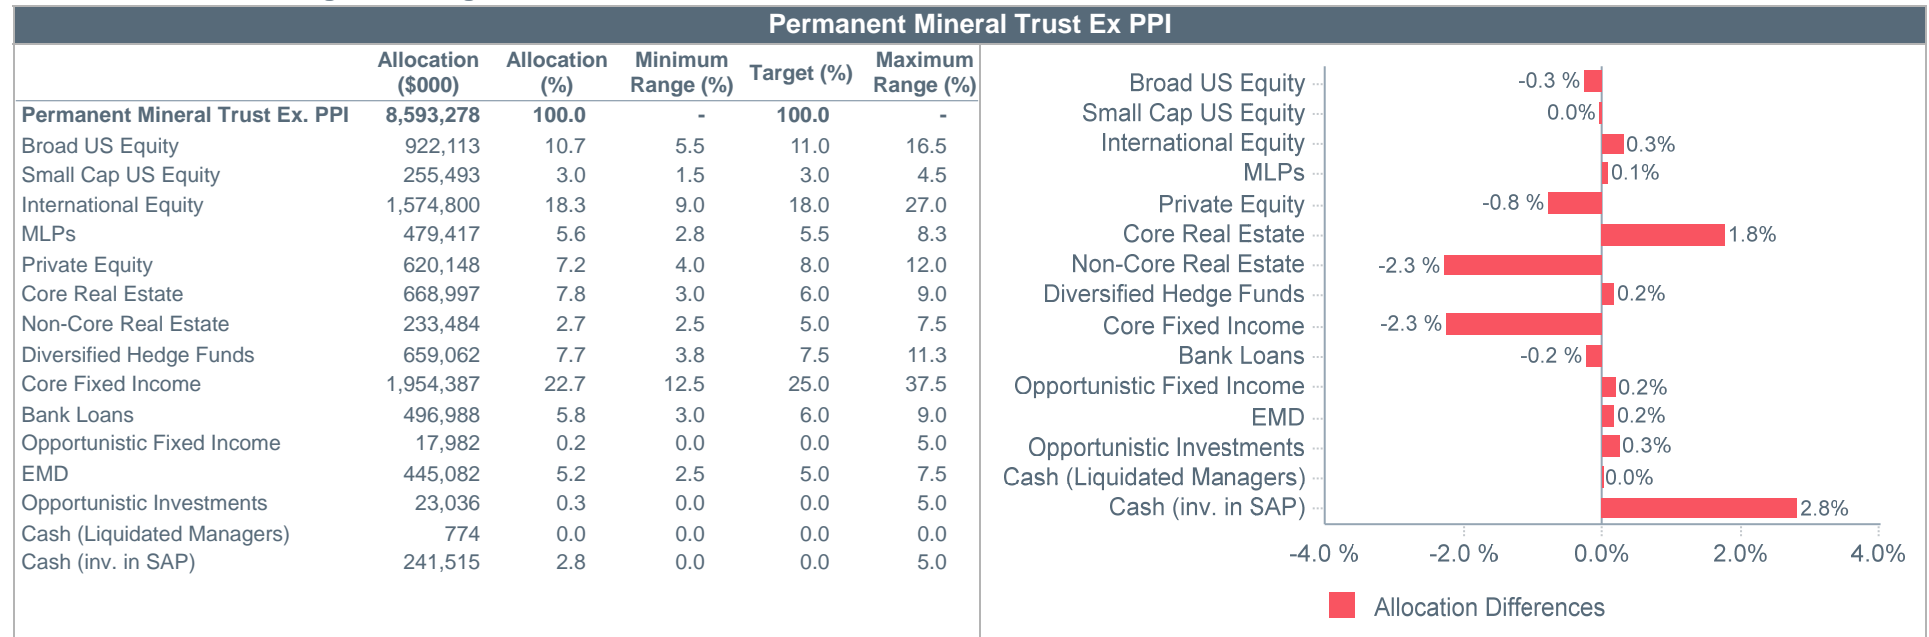 Permanent Mineral Trust Ex PPI
Allocation ($000) Allocation (%) Minimum Range (%) Target (%) Maximum Range (%)
Permanent Mineral Trust Ex. PPI 8,593,278 100.0 - 100.0 -
Broad US Equity 922,113 10.7 5.5 11.0 16.5
Small Cap US Equity 255,493 3.0 1.5 3.0 4.5
International Equity 1,574,800 18.3 9.0 18.0 27.0
MLPs 479,417 5.6 2.8 5.5 8.3
Private Equity 620,148 7.2 4.0 8.0 12.0
Core Real Estate 668,997 7.8 3.0 6.0 9.0
Non-Core Real Estate 233,484 2.7 2.5 5.0 7.5
Diversified Hedge Funds 659,062 7.7 3.8 7.5 11.3
Core Fixed Income 1,954,387 22.7 12.5 25.0 37.5
Bank Loans 496,988 5.8 3.0 6.0 9.0
Opportunistic Fixed Income 17,982 0.2 0.0 0.0 5.0
EMD 445,082 5.2 2.5 5.0 7.5
Opportunistic Investments 23,036 0.3 0.0 0.0 5.0
Cash (Liquidated Managers) 774 0.0 0.0 0.0 0.0
Cash (inv. in SAP) 241,515 2.8 0.0 0.0 5.0
Broad US Equity -0.3 %
Small Cap US Equity 0.0%
International Equity 0.3%
MLPs 0.1%
Private Equity -0.8 %
Core Real Estate 1.8%
Non-Core Real Estate -2.3 %
Diversified Hedge Funds 0.2%
Core Fixed Income -2.3 %
Bank Loans -0.2 %
Opportunistic Fixed Income 0.2%
EMD 0.2%
Opportunistic Investments 0.3%
Cash (Liquidated Managers) 0.0%
Cash (inv. in SAP) 2.8%
-4.0 % -2.0 % 0.0% 2.0% 4.0%
Allocation Differences